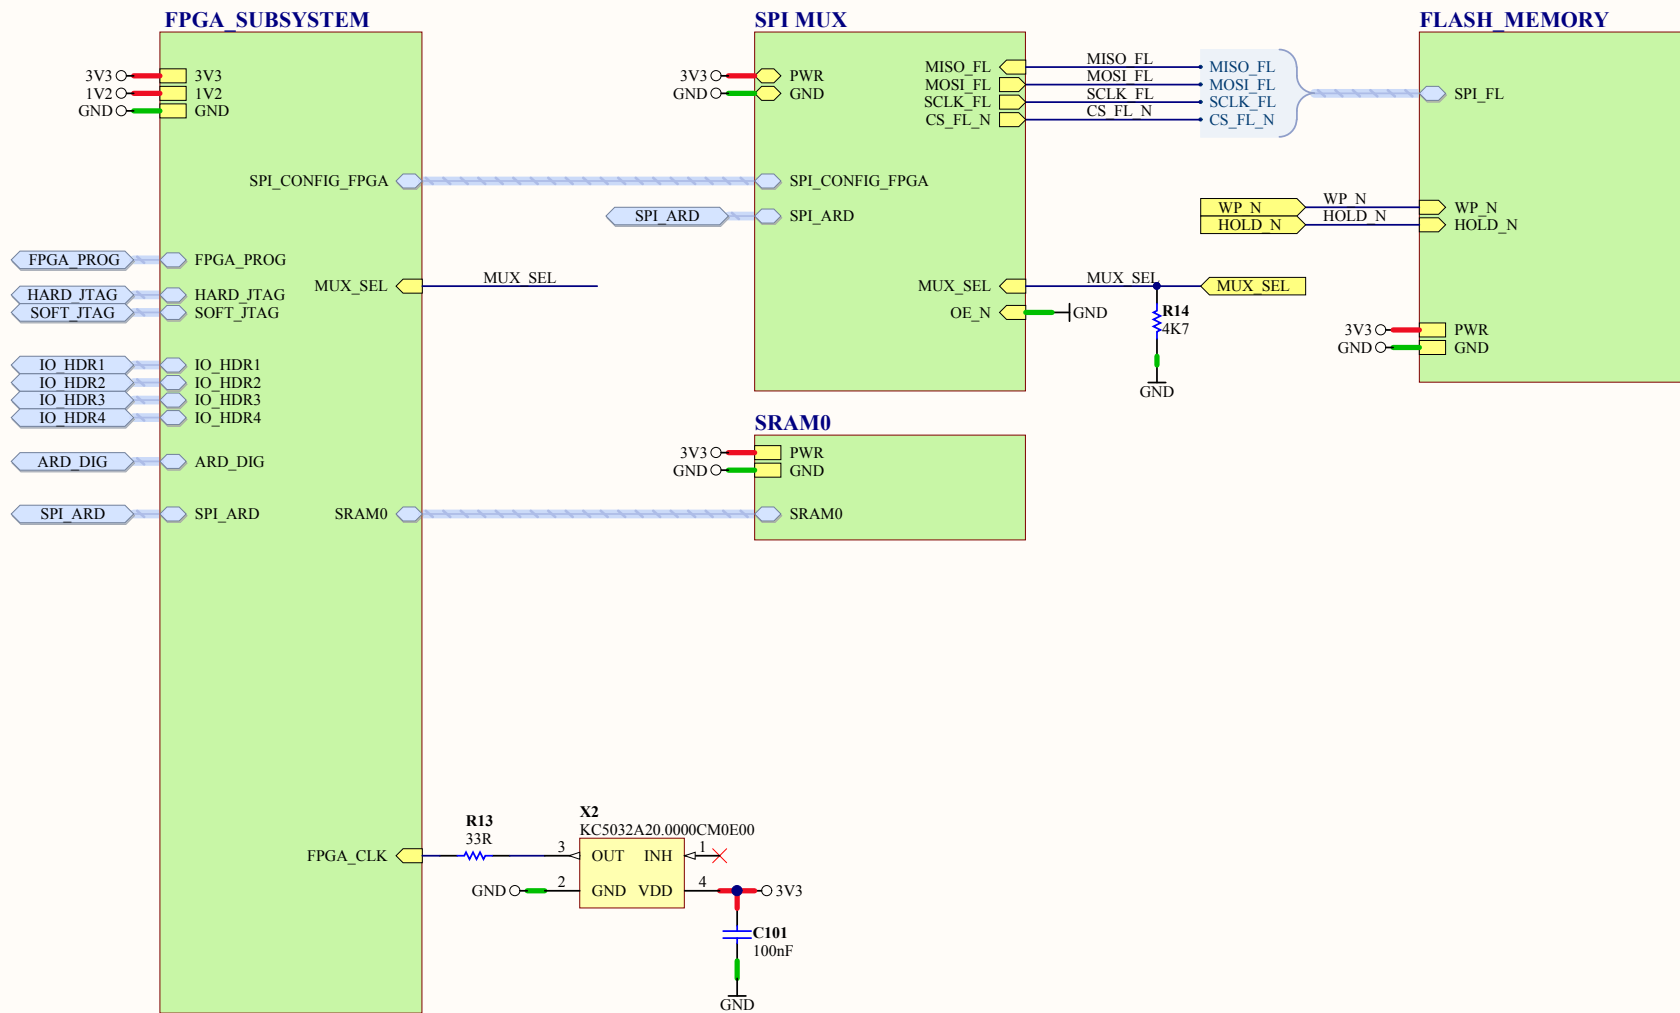 FPGA_SUBSYSTEM
3V3 3V3
1V2 1V2
GND GND
SPI_CONFIG_FPGA
FPGA_PROG FPGA_PROG
MUX_SEL MUX_SEL
HARD_JTAG HARD_JTAG
SOFT_JTAG SOFT_JTAG
IO_HDR1 IO_HDR1
IO_HDR2 IO_HDR2
IO_HDR3 IO_HDR3
IO_HDR4 IO_HDR4
ARD_DIG ARD_DIG
SPI_ARD SPI_ARD
SRAM0
FPGA_CLK
SPI MUX
3V3 PWR
GND GND
MISO_FL MISO_FL MISO_FL
MOSI_FL MOSI_FL MOSI_FL
SCLK_FL SCLK_FL SCLK_FL
CS_FL_N CS_FL_N CS_FL_N
SPI_CONFIG_FPGA
SPI_ARD SPI_ARD
MUX_SEL MUX_SEL MUX_SEL
OE_N GND
R14
4K7
GND
FLASH_MEMORY
SPI_FL
WP_N WP_N WP_N
HOLD_N HOLD_N HOLD_N
3V3 PWR
GND GND
SRAM0
3V3 PWR
GND GND
SRAM0
R13
33R
X2
KC5032A20.0000CM0E00
3 OUT INH 1
GND 2 GND VDD 4 3V3
C101
100nF
GND